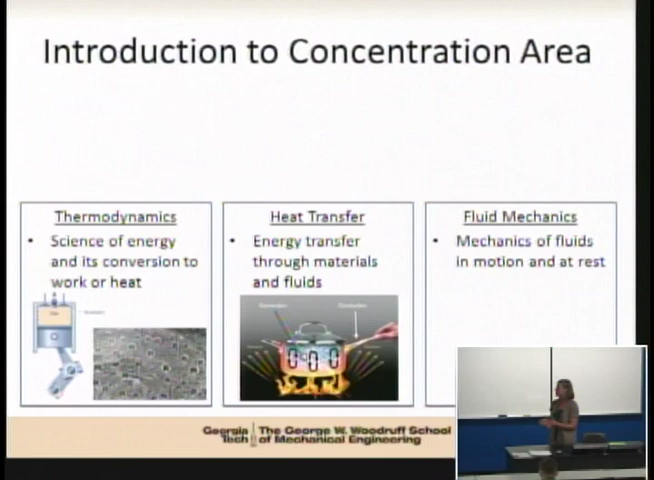 Introduction to Concentration Area
Thermodynamics
• Science of energy
and its conversion to
work or heat
Heat Transfer
• Energy transfer
through materials
and fluids
Fluid Mechanics
• Mechanics of fluids
in motion and at rest
Georgia Tech
The George W. Woodruff School
of Mechanical Engineering